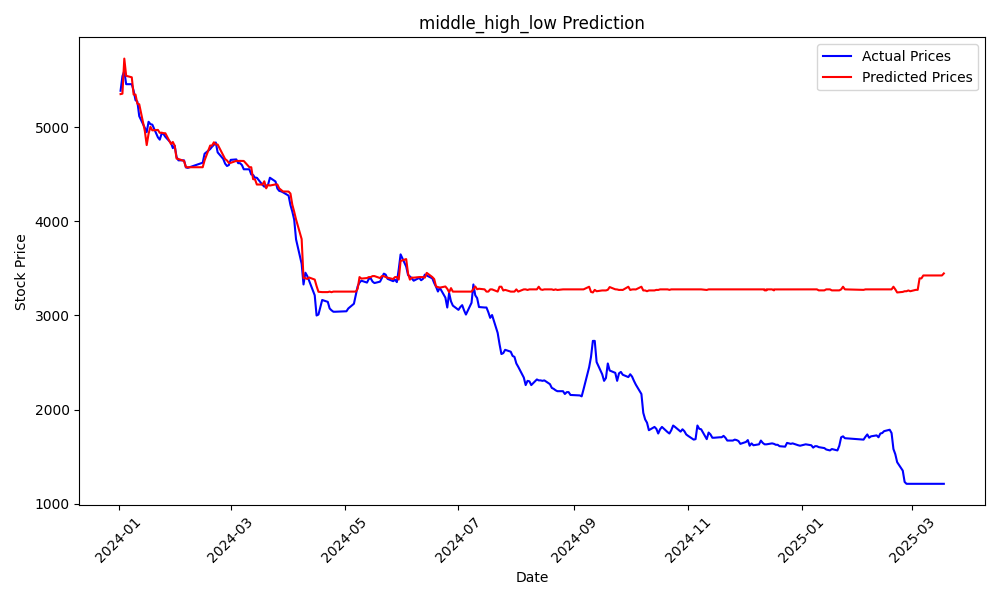 middle_high_low Prediction
Actual Prices
Predicted Prices
Stock Price
5000
4000
3000
2000
1000
2024-01
2024-03
2024-05
2024-07
2024-09
2024-11
2025-01
2025-03
Date